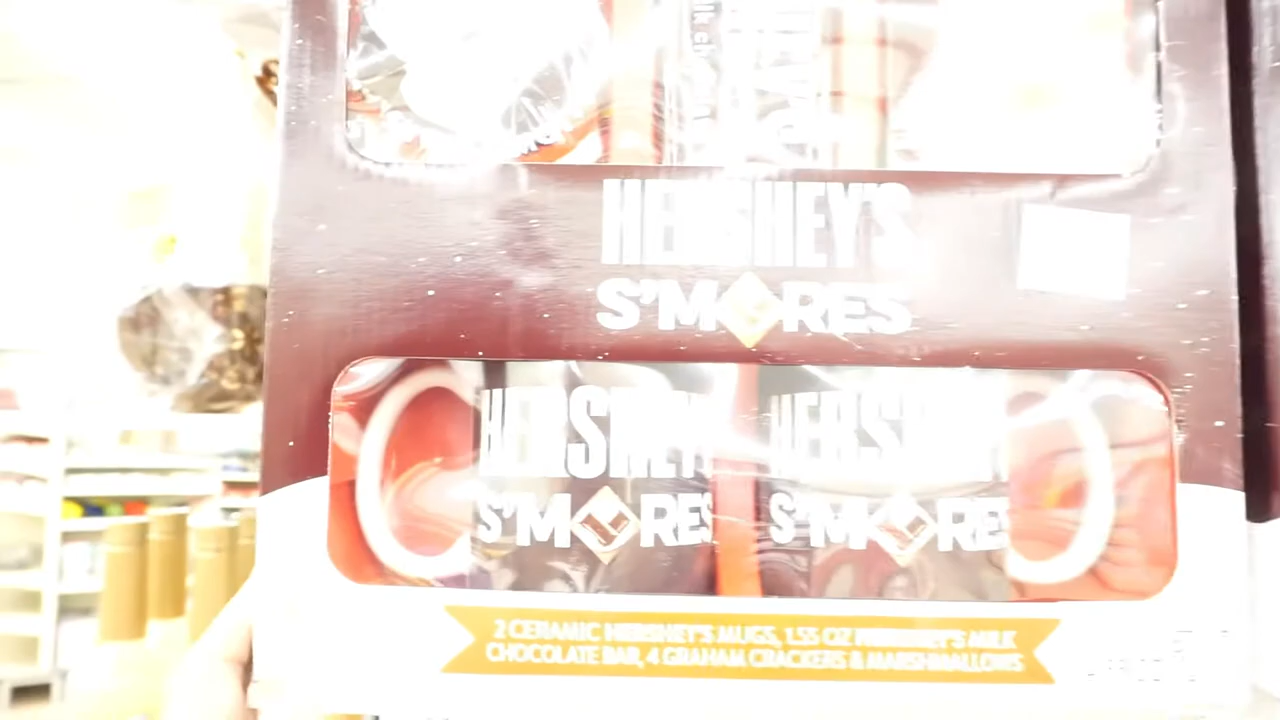 HERSHEY'S
S'MORES
HERSHEY'S HERSHEY'S
S'MORES S'MORES
2 CERAMIC HERSHEY'S MUGS, 1.55 OZ HERSHEY'S MILK
CHOCOLATE BAR, 4 GRAHAM CRACKERS & MARSHMALLOWS